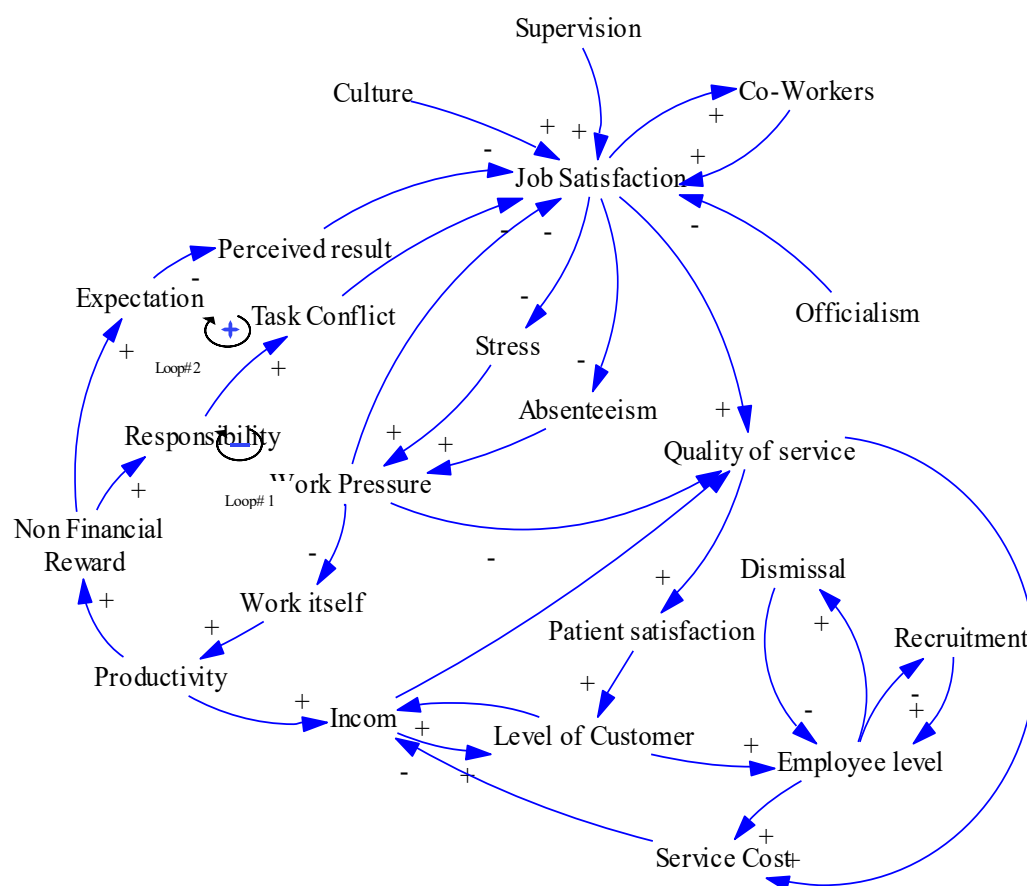 Supervision
Culture
Co-Workers
+
+
+
+
-
Job Satisfaction
-
-
-
Perceived result
-
Expectation
-
Officialism
Task Conflict
+
Stress
+
Loop#2
-
+
Absenteeism
+
Responsibility
+
+
Quality of service
Work Pressure
+
Loop#1
Non Financial
Reward
-
-
Dismissal
+
+
Work itself
+
+
Patient satisfaction
Recruitment
Productivity
+
-
+
+
-
Incom
+
Level of Customer
+
Employee level
-
+
+
Service Cost
+